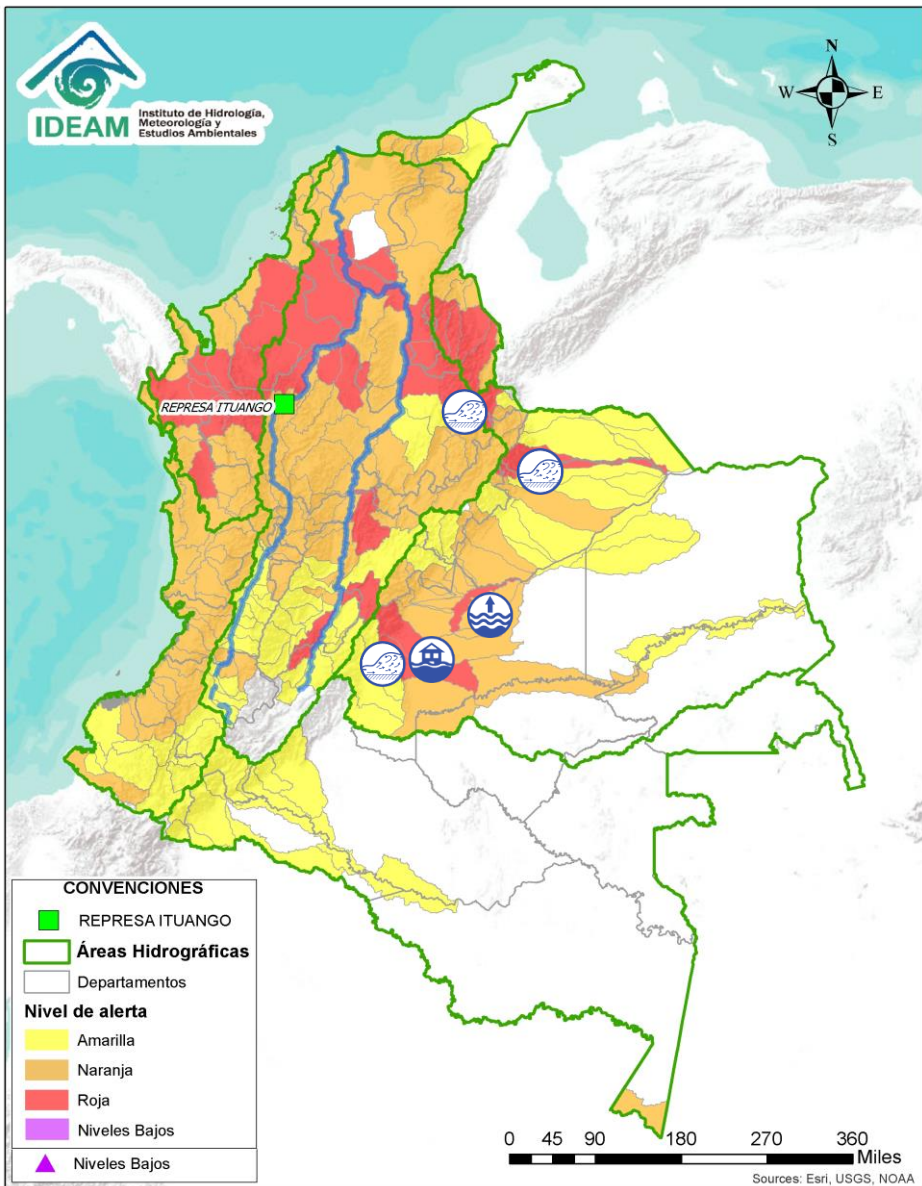 IDEAM
Instituto de Hidrología,
Meteorología y
Estudios Ambientales
N
W E
S
REPRESA ITUANGO
CONVENCIONES
REPRESA ITUANGO
Áreas Hidrográficas
Departamentos
Nivel de alerta
Amarilla
Naranja
Roja
Niveles Bajos
Niveles Bajos
0 45 90 180 270 360
Miles
Sources: Esri, USGS, NOAA